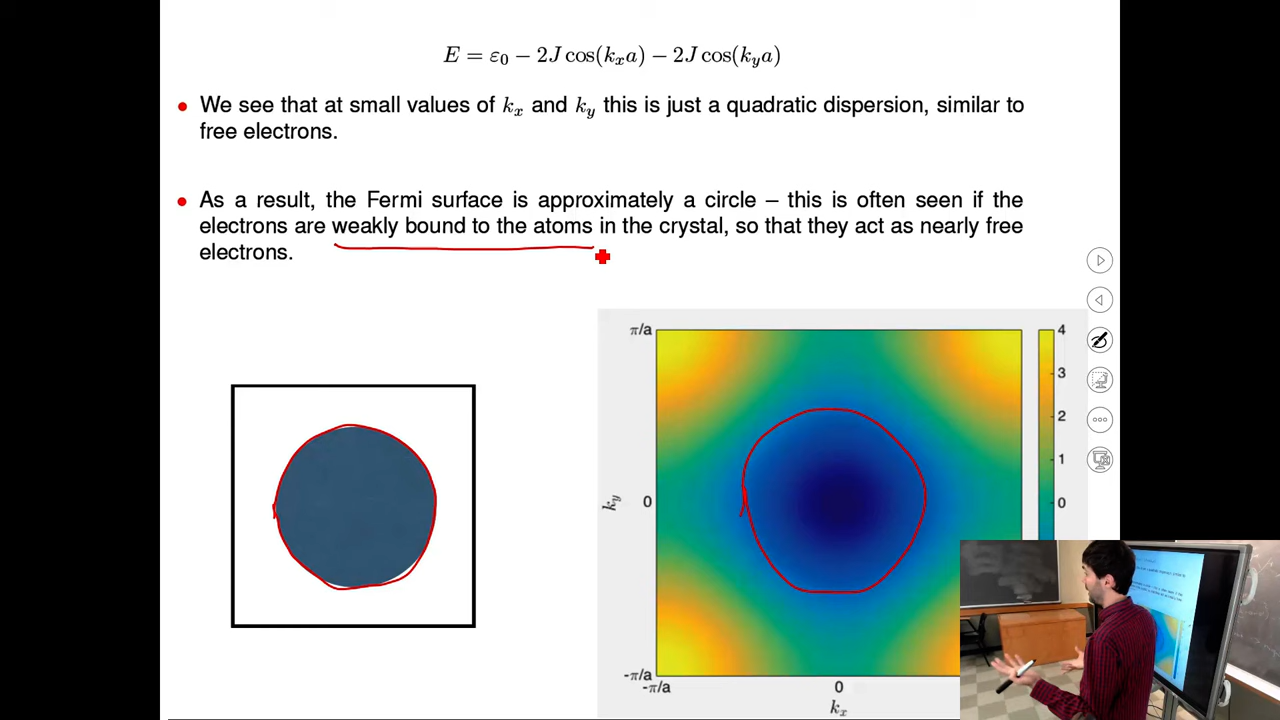 E = ε₀ − 2J cos(kₓa) − 2J cos(k_y a)
• We see that at small values of kₓ and k_y this is just a quadratic dispersion, similar to
free electrons.
• As a result, the Fermi surface is approximately a circle – this is often seen if the
electrons are weakly bound to the atoms in the crystal, so that they act as nearly free
electrons.
π/a
4
3
2
1
k_y
0
0
-π/a
-π/a
0
kₓ